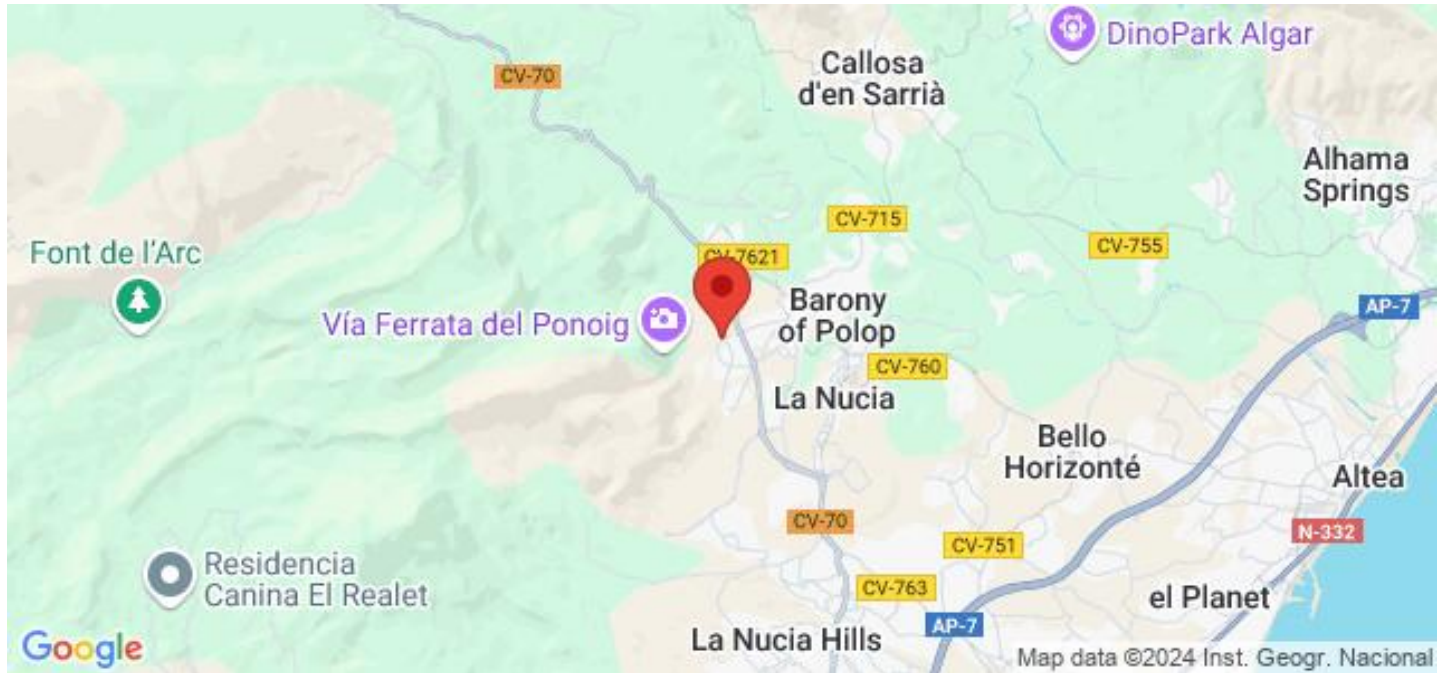 DinoPark Algar
CV-70
Callosa
d'en Sarrià
Alhama
Springs
CV-715
CV-755
Font de l'Arc
CV-7621
Barony
of Polop
AP-7
Vía Ferrata del Ponoig
CV-760
La Nucia
Bello
Horizonté
Altea
CV-70
N-332
CV-751
Residencia
Canina El Realet
CV-763
el Planet
AP-7
La Nucia Hills
Google
Map data ©2024 Inst. Geogr. Nacional